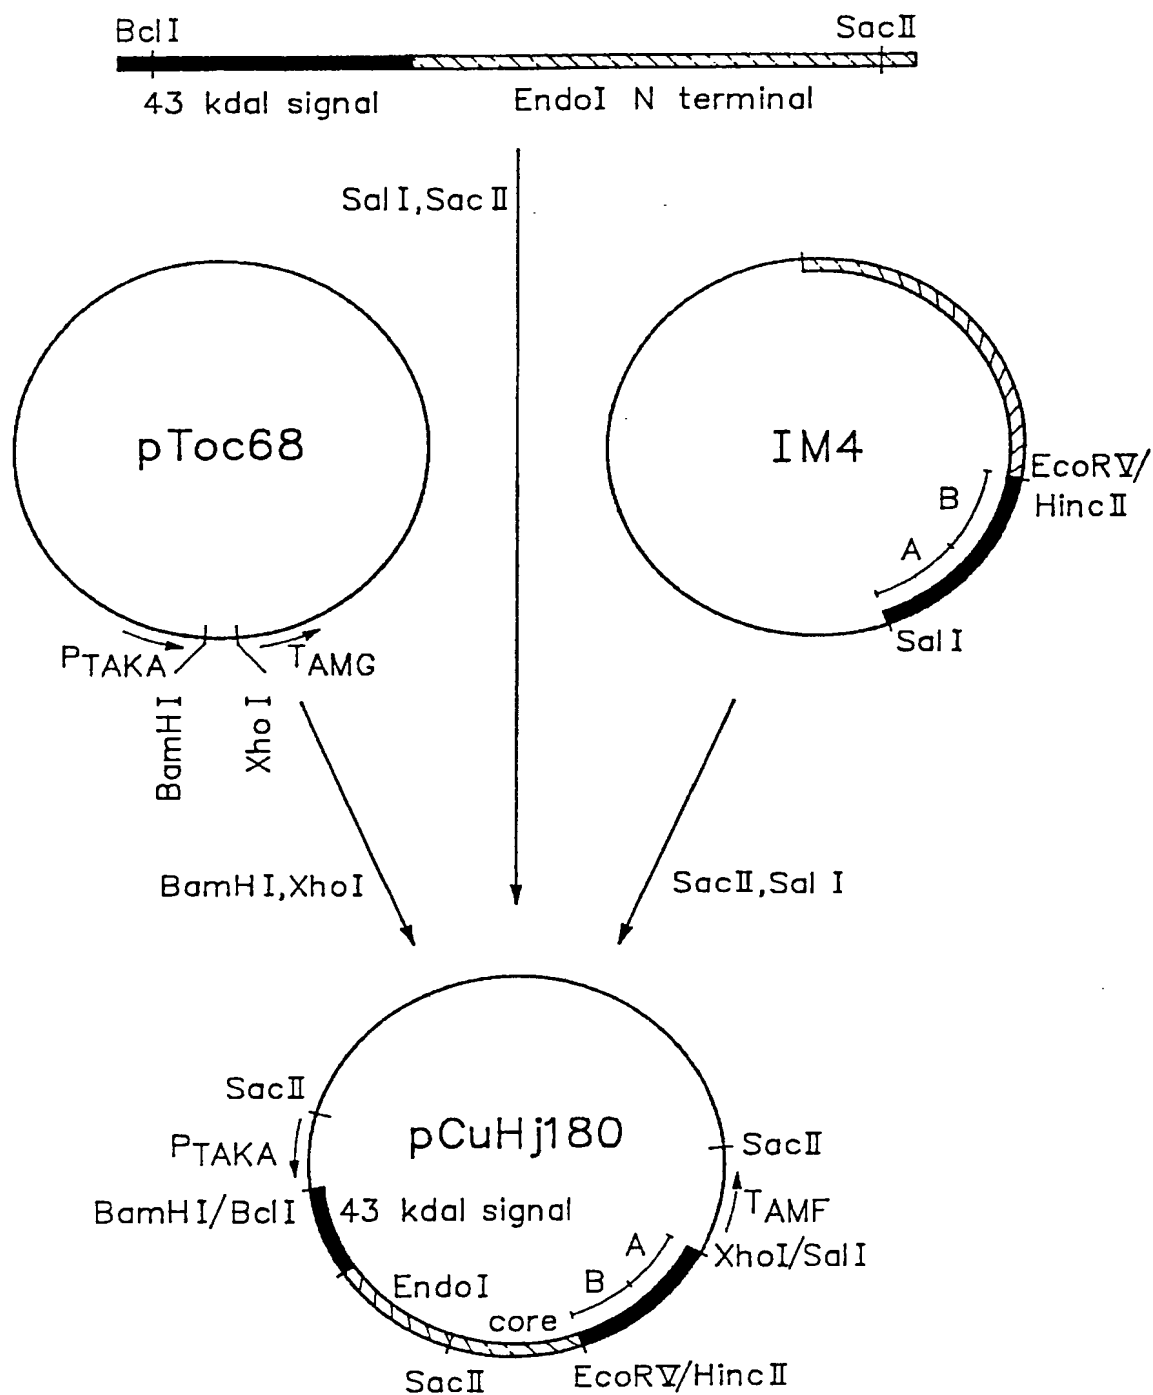 BclI
SacII
43 kdal signal
EndoI N terminal
SalI,SacII
pToc68
IM4
EcoRV/
HincII
B
A
SalI
PTAKA
TAMG
BamHI
XhoI
BamHI,XhoI
SacII,SalI
SacII
pCuHj180
SacII
PTAKA
TAMF
BamHI/BclI
43 kdal signal
XhoI/SalI
A
B
EndoI
core
SacII
EcoRV/HincII